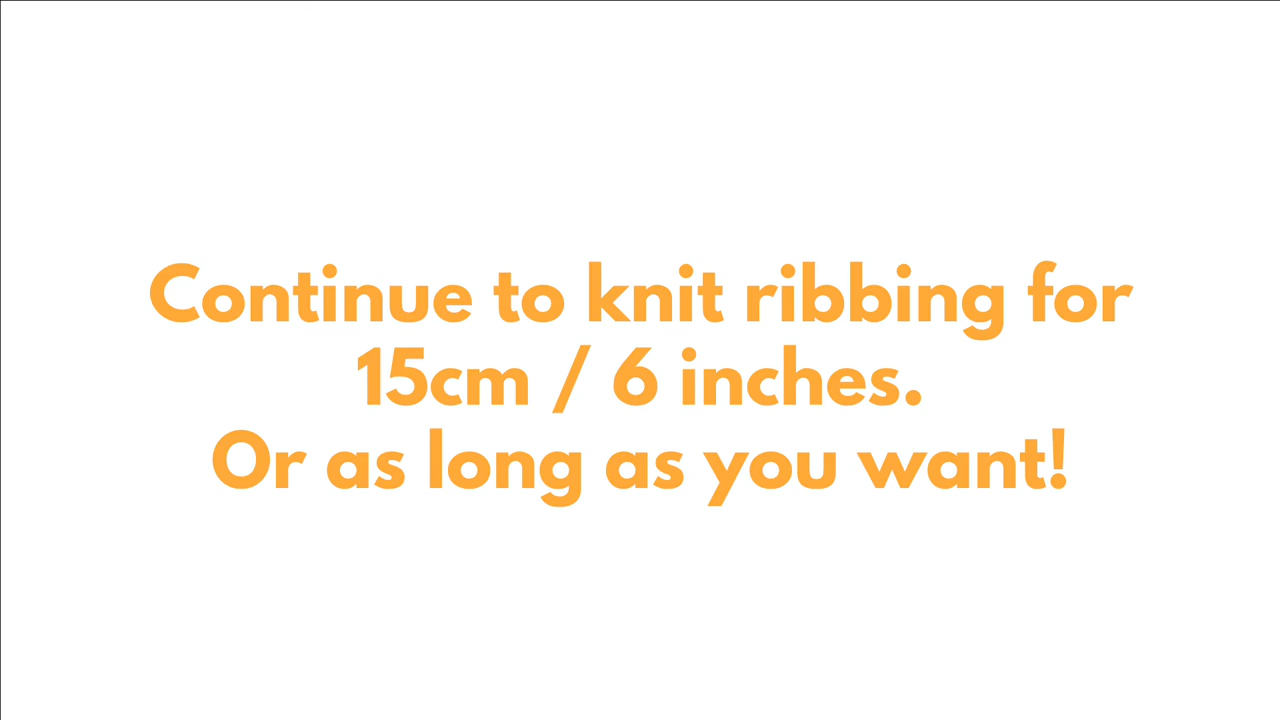 Continue to knit ribbing for
15cm / 6 inches.
Or as long as you want!